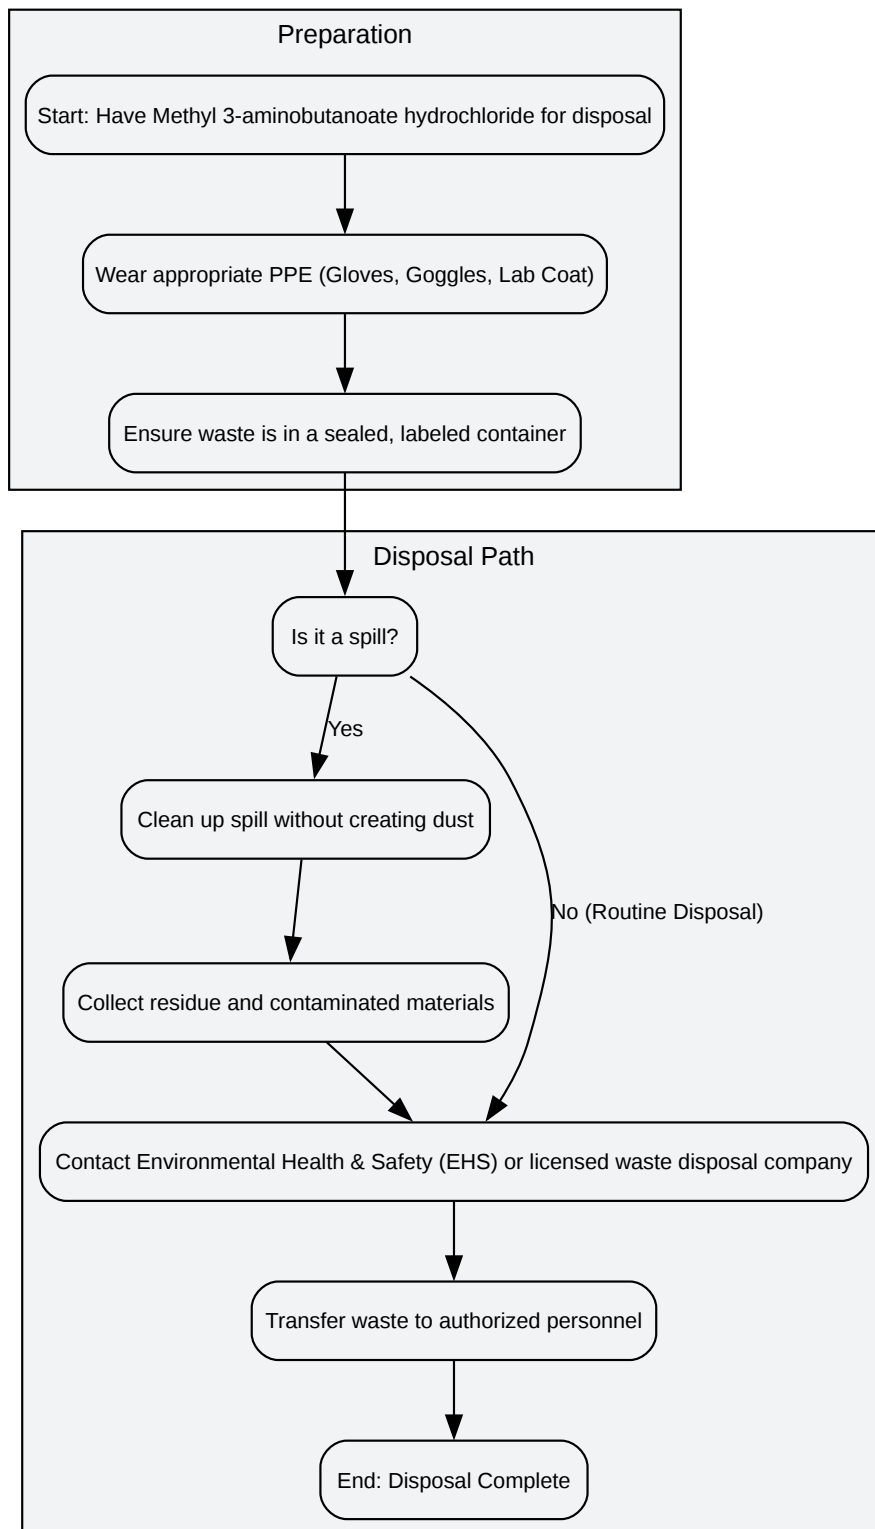 Preparation
Start: Have Methyl 3-aminobutanoate hydrochloride for disposal
Wear appropriate PPE (Gloves, Goggles, Lab Coat)
Ensure waste is in a sealed, labeled container
Disposal Path
Is it a spill?
Yes
Clean up spill without creating dust
No (Routine Disposal)
Collect residue and contaminated materials
Contact Environmental Health & Safety (EHS) or licensed waste disposal company
Transfer waste to authorized personnel
End: Disposal Complete